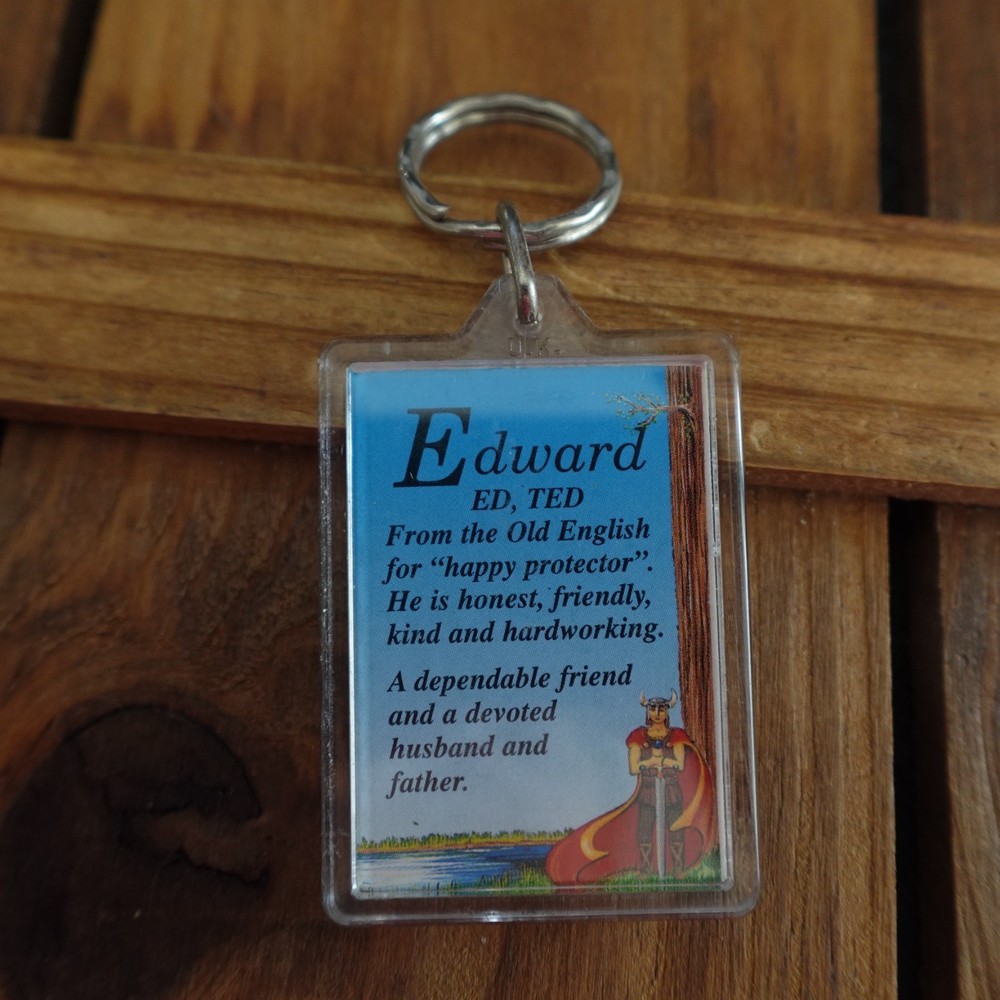 Edward
ED, TED
From the Old English
for “happy protector”.
He is honest, friendly,
kind and hardworking.
A dependable friend
and a devoted
husband and
father.